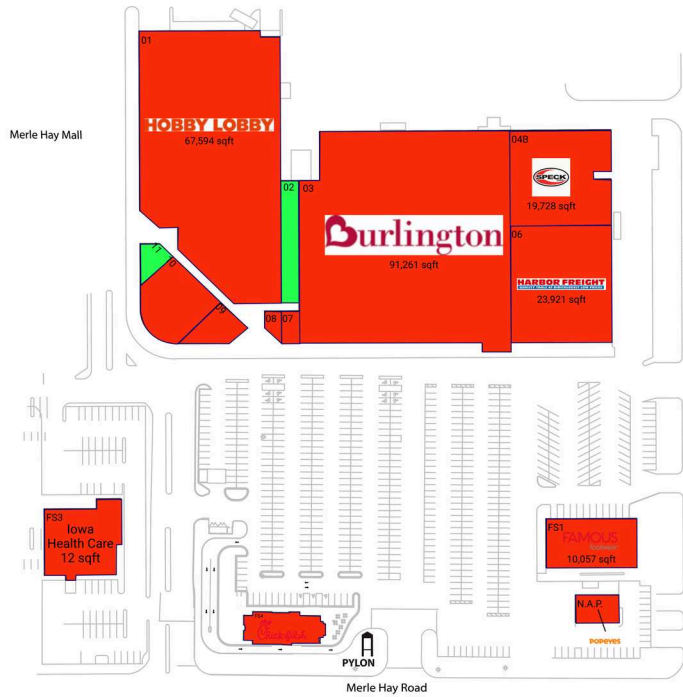 01
HOBBY LOBBY
67,594 sqft
Merle Hay Mall
04B
SPECK
19,728 sqft
02
03
Burlington
91,261 sqft
06
HARBOR FREIGHT
23,921 sqft
11
10
09
08
07
FS3
Iowa
Health Care
12 sqft
FS1
FAMOUS
footwear
10,057 sqft
N.A.P.
POPEYES
FS4
Chick-fil-A
PYLON
Merle Hay Road